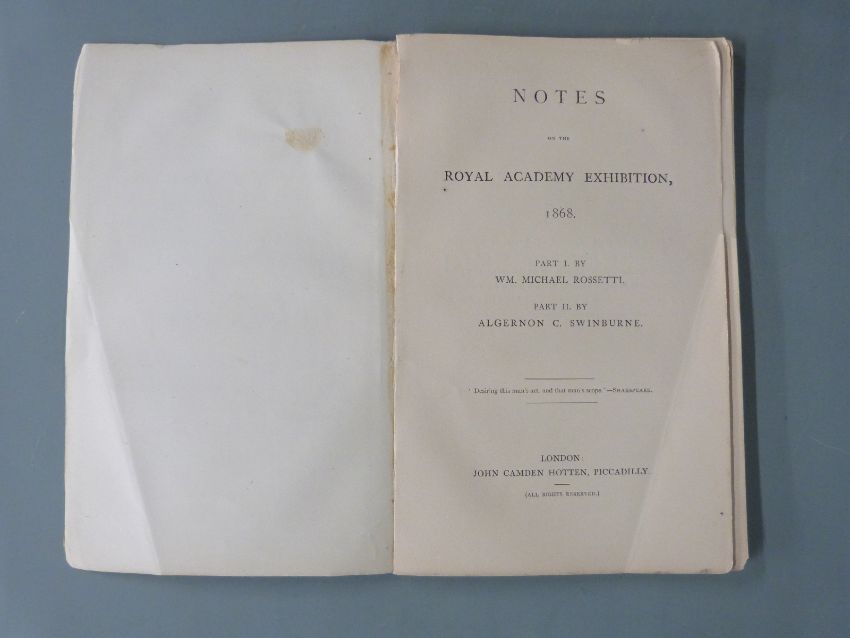 NOTES
ON THE
ROYAL ACADEMY EXHIBITION,
1868.
PART I. BY
WM. MICHAEL ROSSETTI.
PART II. BY
ALGERNON C. SWINBURNE.
'Desiring this man's art, and that man's scope.'—SHAKSPEARE.
LONDON:
JOHN CAMDEN HOTTEN, PICCADILLY.
(ALL RIGHTS RESERVED.)